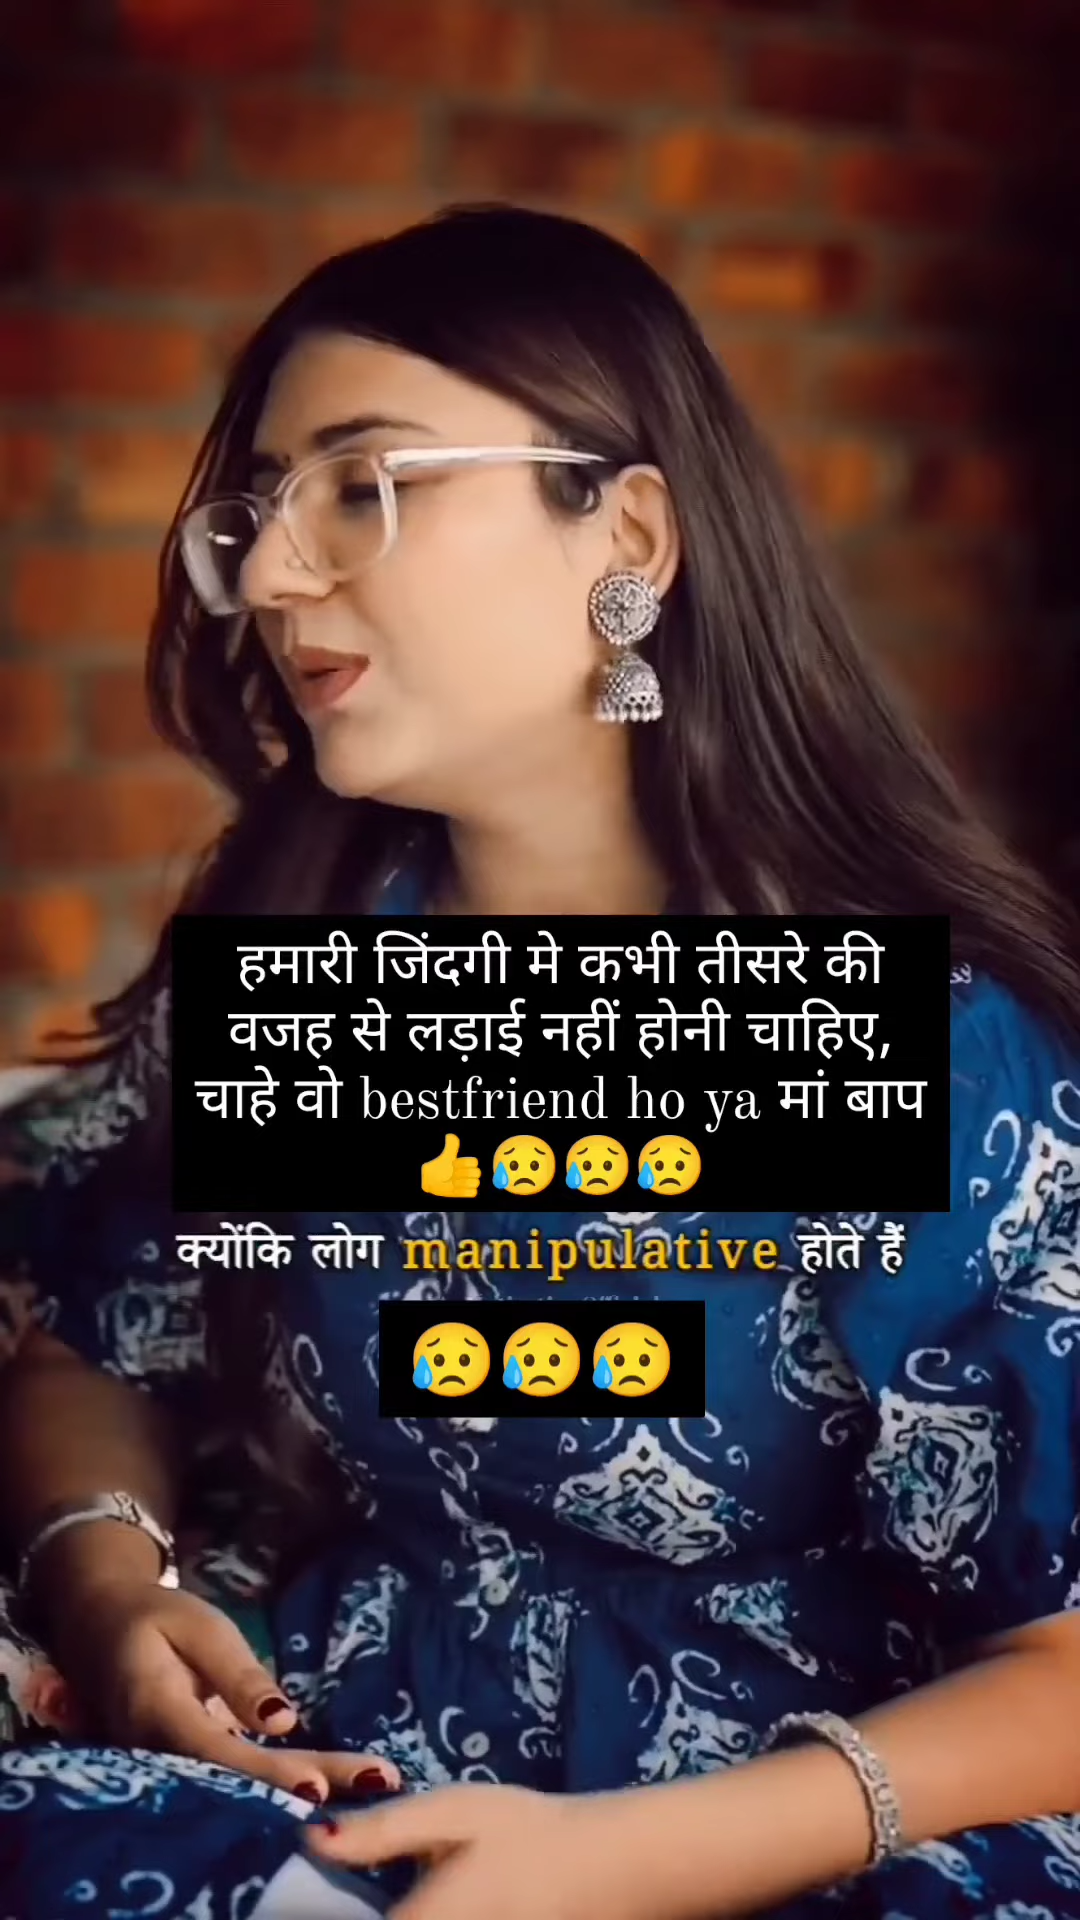 हमारी जिंदगी मे कभी तीसरे की
वजह से लड़ाई नहीं होनी चाहिए,
चाहे वो bestfriend ho ya मां बाप
👍😥😥😥
क्योंकि लोग manipulative होते हैं
😥😥😥